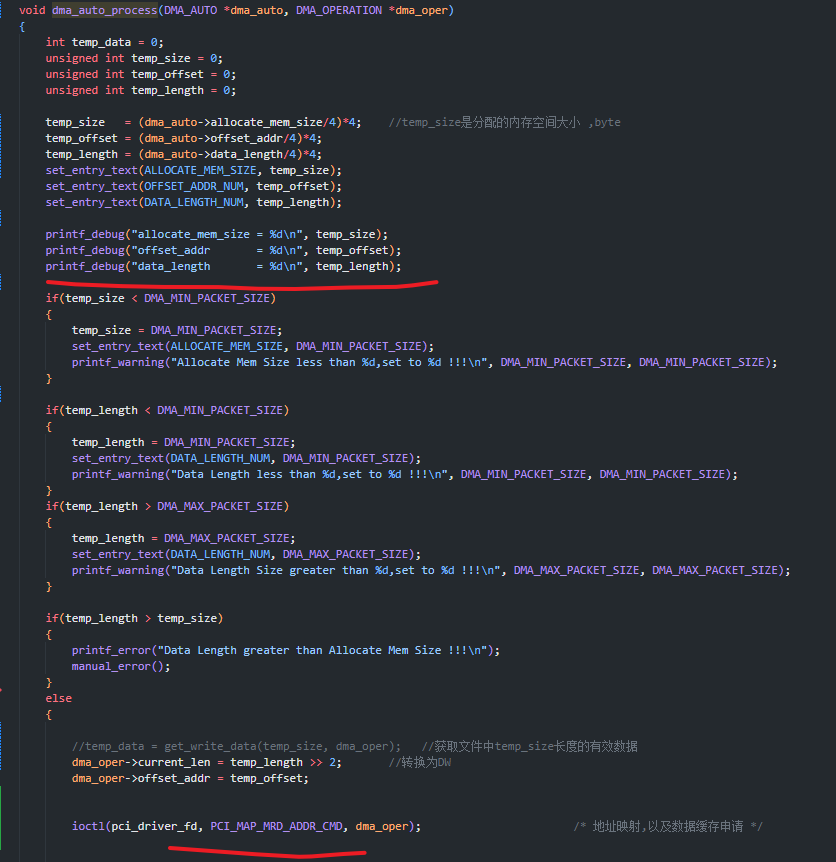 void dma_auto_process(DMA_AUTO *dma_auto, DMA_OPERATION *dma_oper)
{
int temp_data = 0;
unsigned int temp_size = 0;
unsigned int temp_offset = 0;
unsigned int temp_length = 0;
temp_size   = (dma_auto->allocate_mem_size/4)*4;    //temp_size是分配的内存空间大小 ,byte
temp_offset = (dma_auto->offset_addr/4)*4;
temp_length = (dma_auto->data_length/4)*4;
set_entry_text(ALLOCATE_MEM_SIZE, temp_size);
set_entry_text(OFFSET_ADDR_NUM, temp_offset);
set_entry_text(DATA_LENGTH_NUM, temp_length);
printf_debug("allocate_mem_size = %d\n", temp_size);
printf_debug("offset_addr       = %d\n", temp_offset);
printf_debug("data_length       = %d\n", temp_length);
if(temp_size < DMA_MIN_PACKET_SIZE)
{
temp_size = DMA_MIN_PACKET_SIZE;
set_entry_text(ALLOCATE_MEM_SIZE, DMA_MIN_PACKET_SIZE);
printf_warning("Allocate Mem Size less than %d,set to %d !!!\n", DMA_MIN_PACKET_SIZE, DMA_MIN_PACKET_SIZE);
}
if(temp_length < DMA_MIN_PACKET_SIZE)
{
temp_length = DMA_MIN_PACKET_SIZE;
set_entry_text(DATA_LENGTH_NUM, DMA_MIN_PACKET_SIZE);
printf_warning("Data Length less than %d,set to %d !!!\n", DMA_MIN_PACKET_SIZE, DMA_MIN_PACKET_SIZE);
}
if(temp_length > DMA_MAX_PACKET_SIZE)
{
temp_length = DMA_MAX_PACKET_SIZE;
set_entry_text(DATA_LENGTH_NUM, DMA_MAX_PACKET_SIZE);
printf_warning("Data Length Size greater than %d,set to %d !!!\n", DMA_MAX_PACKET_SIZE, DMA_MAX_PACKET_SIZE);
}
if(temp_length > temp_size)
{
printf_error("Data Length greater than Allocate Mem Size !!!\n");
manual_error();
}
else
{
//temp_data = get_write_data(temp_size, dma_oper);   //获取文件中temp_size长度的有效数据
dma_oper->current_len = temp_length >> 2;       //转换为DW
dma_oper->offset_addr = temp_offset;
ioctl(pci_driver_fd, PCI_MAP_MRD_ADDR_CMD, dma_oper);                       /* 地址映射,以及数据缓存申请 */